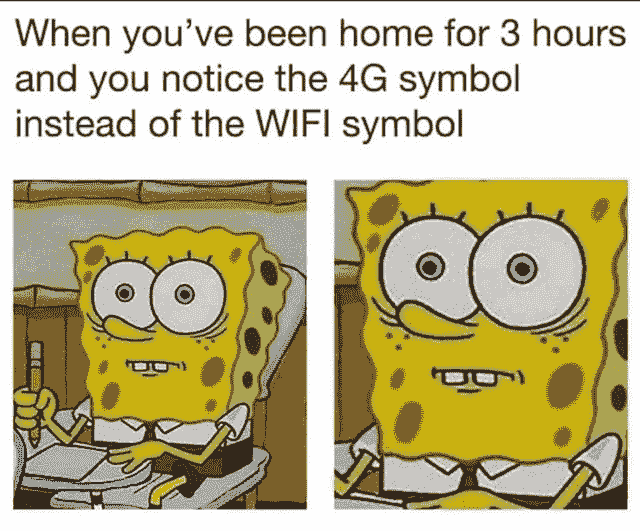 When you've been home for 3 hours
and you notice the 4G symbol
instead of the WIFI symbol